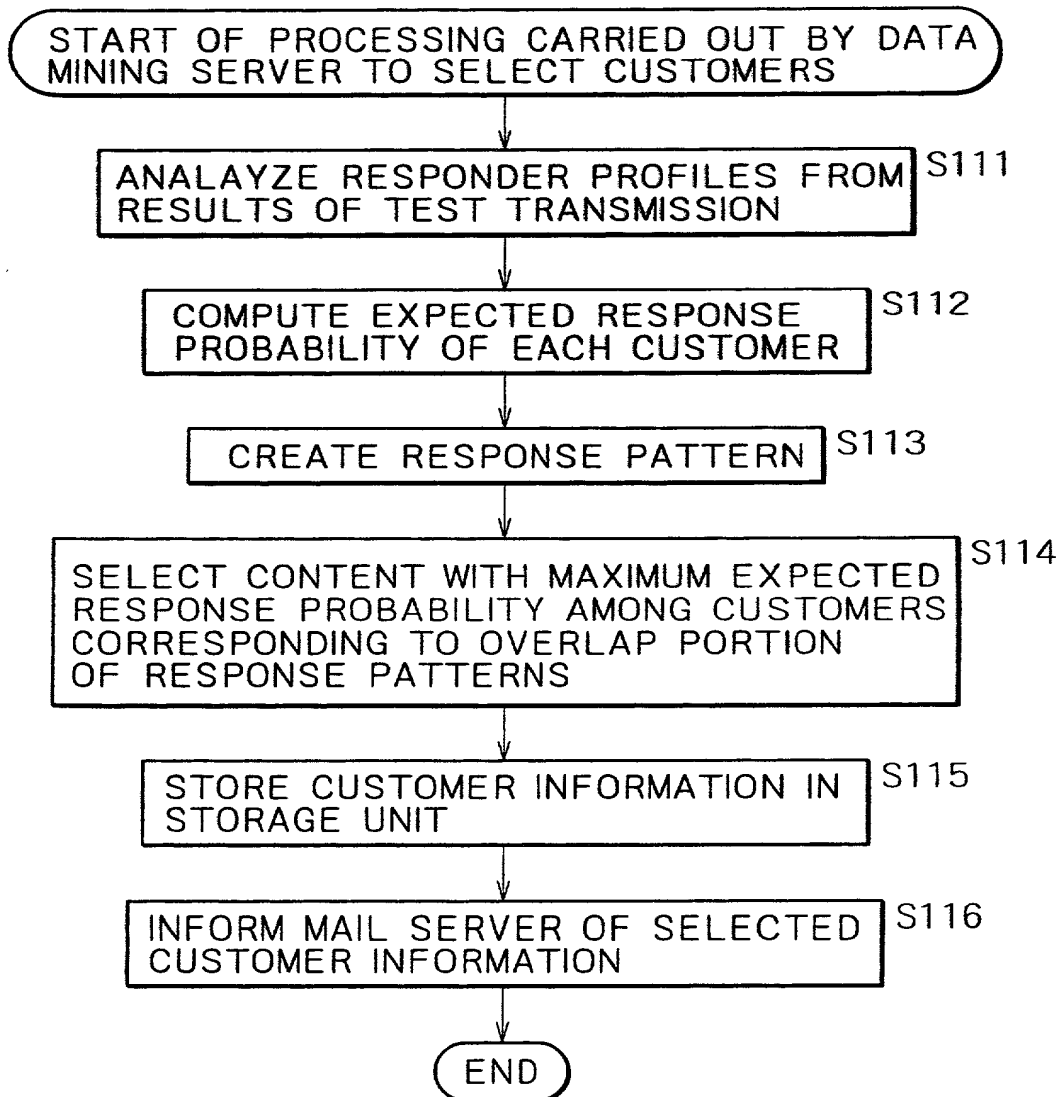 START OF PROCESSING CARRIED OUT BY DATA
MINING SERVER TO SELECT CUSTOMERS
S111
ANALAYZE RESPONDER PROFILES FROM
RESULTS OF TEST TRANSMISSION
S112
COMPUTE EXPECTED RESPONSE
PROBABILITY OF EACH CUSTOMER
S113
CREATE RESPONSE PATTERN
S114
SELECT CONTENT WITH MAXIMUM EXPECTED
RESPONSE PROBABILITY AMONG CUSTOMERS
CORRESPONDING TO OVERLAP PORTION
OF RESPONSE PATTERNS
S115
STORE CUSTOMER INFORMATION IN
STORAGE UNIT
S116
INFORM MAIL SERVER OF SELECTED
CUSTOMER INFORMATION
END